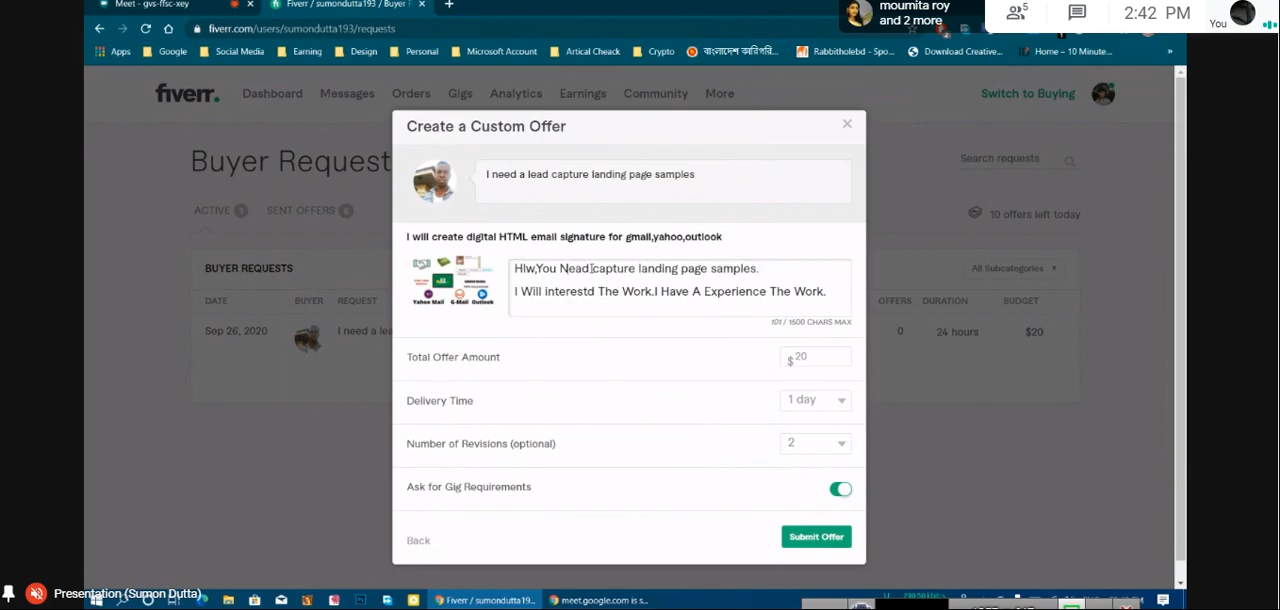 Meet - gvs-ffsc-xey
Fiverr / sumondutta193 / Buyer R
moumita roy
and 2 more
5
2:42 PM
You
fiverr.com/users/sumondutta193/requests
Apps Google Social Media Earning Design Personal Microsoft Account Artical Cheack Crypto বাংলাদেশ কারিগরি... Rabbitholebd - Spo... Download Creative... Home – 10 Minute... »
fiverr. Dashboard Messages Orders Gigs Analytics Earnings Community More Switch to Buying
Create a Custom Offer
Buyer Request
Search requests
I need a lead capture landing page samples
ACTIVE 1 SENT OFFERS 6
10 offers left today
I will create digital HTML email signature for gmail,yahoo,outlook
BUYER REQUESTS
All Subcategories
Hlw,You Nead capture landing page samples.
I Will interestd The Work.I Have A Experience The Work.
Yahoo Mail G-Mail Outlook
101 / 1500 CHARS MAX
DATE BUYER REQUEST OFFERS DURATION BUDGET
Sep 26, 2020 I need a lea 0 24 hours $20
Total Offer Amount $20
Delivery Time 1 day
Number of Revisions (optional) 2
Ask for Gig Requirements
Back Submit Offer
Presentation (Sumon Dutta)
Fiverr / sumondutta19...
meet.google.com is s...